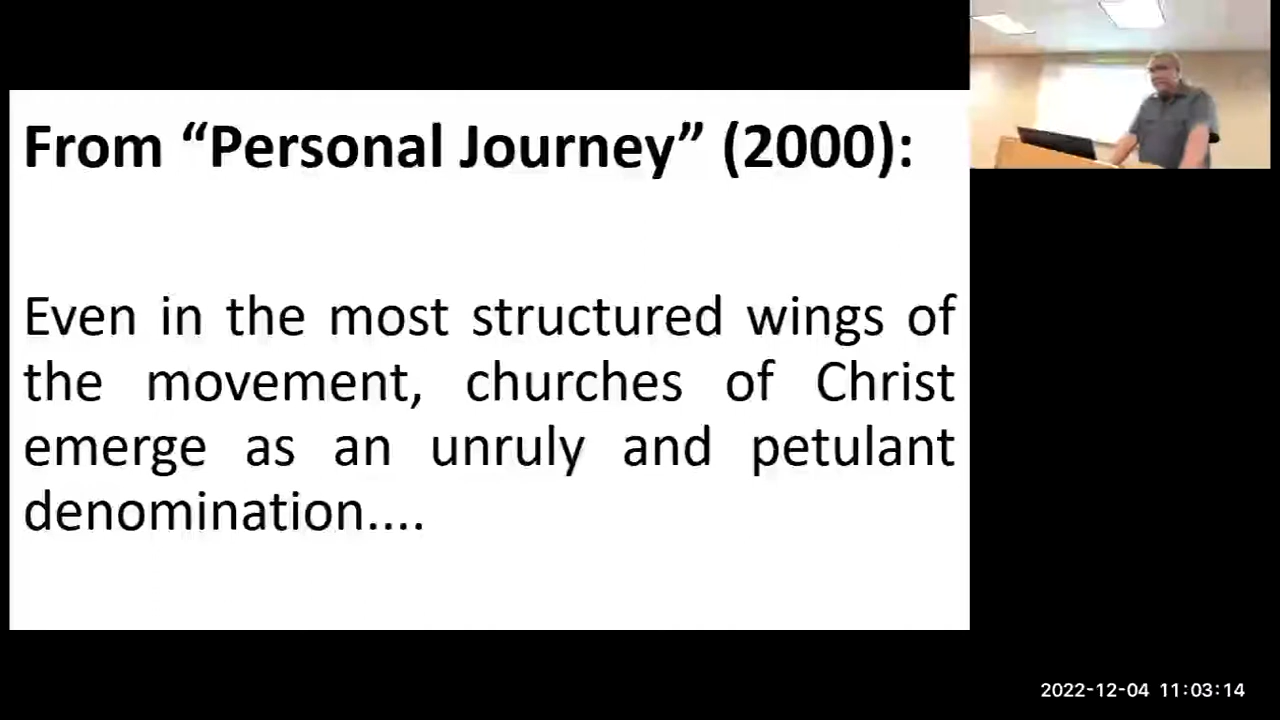 From “Personal Journey” (2000):
Even in the most structured wings of
the movement, churches of Christ
emerge as an unruly and petulant
denomination....
2022-12-04 11:03:14